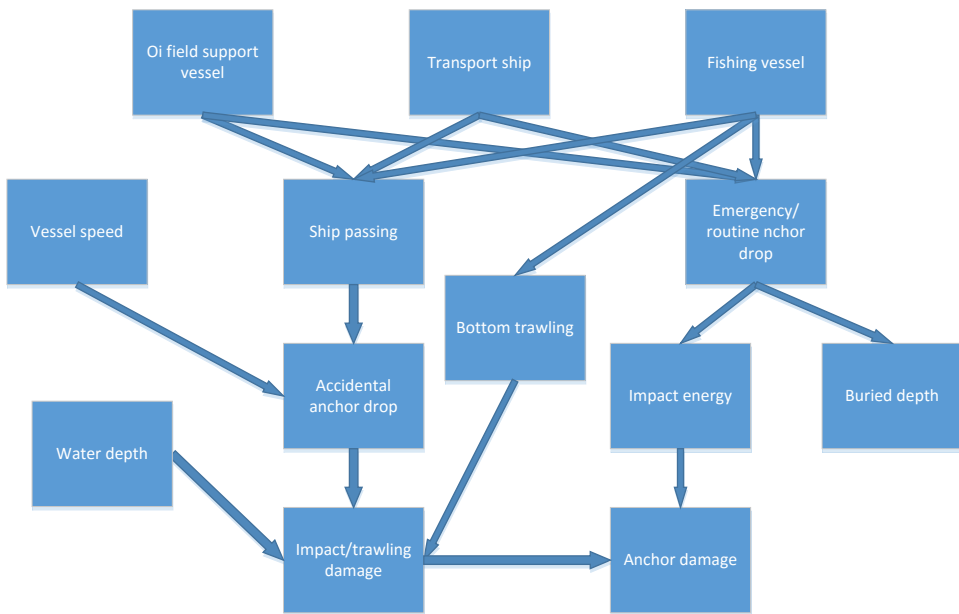 Oi field support
vessel
Transport ship
Fishing vessel
Vessel speed
Ship passing
Emergency/
routine nchor
drop
Bottom trawling
Accidental
anchor drop
Impact energy
Buried depth
Water depth
Impact/trawling
damage
Anchor damage